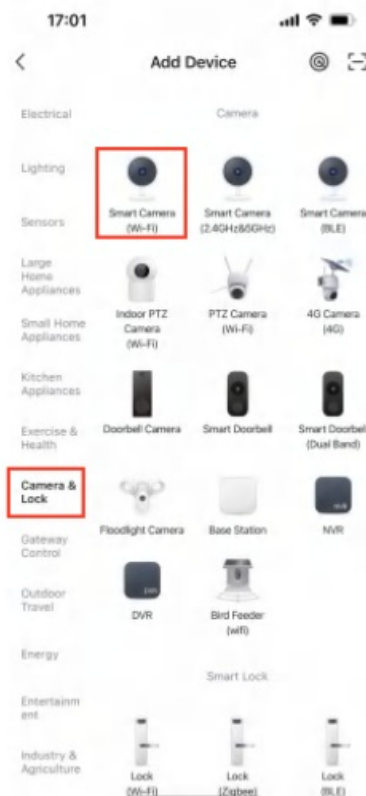 17:01
Add Device
Electrical
Lighting
Sensors
Large
Home
Appliances
Small Home
Appliances
Kitchen
Appliances
Exercise &
Health
Camera &
Lock
Gateway
Control
Outdoor
Travel
Energy
Entertainm
ent
Industry &
Agriculture
Camera
Smart Camera
(Wi-Fi)
Smart Camera
(2.4GHz&5GHz)
Smart Camera
(BLE)
Indoor PTZ
Camera
(Wi-Fi)
PTZ Camera
(Wi-Fi)
4G Camera
(4G)
Doorbell Camera
Smart Doorbell
Smart Doorbell
(Dual Band)
Floodlight Camera
Base Station
NVR
NVR
DVR
Bird Feeder
(wifi)
Smart Lock
Lock
(Wi-Fi)
Lock
(Zigbee)
Lock
(BLE)